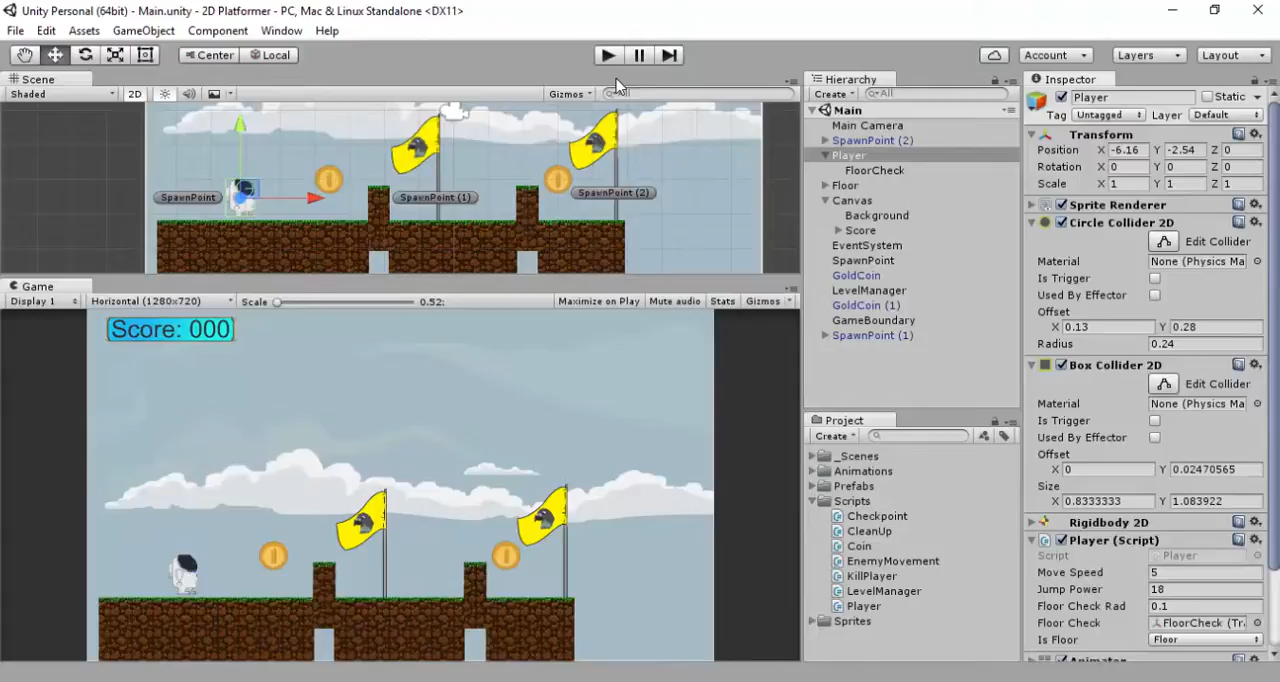 Unity Personal (64bit) - Main.unity - 2D Platformer - PC, Mac & Linux Standalone <DX11>
File Edit Assets GameObject Component Window Help
Center Local Account Layers Layout
Scene
Shaded 2D Gizmos All
SpawnPoint SpawnPoint (1) SpawnPoint (2)
Game
Display 1 Horizontal (1280x720) Scale 0.52: Maximize on Play Mute audio Stats Gizmos
Score: 000
Hierarchy
Create All
Main
Main Camera
SpawnPoint (2)
Player
FloorCheck
Floor
Canvas
Background
Score
EventSystem
SpawnPoint
GoldCoin
LevelManager
GoldCoin (1)
GameBoundary
SpawnPoint (1)
Project
Create
_Scenes
Animations
Prefabs
Scripts
Checkpoint
CleanUp
Coin
EnemyMovement
KillPlayer
LevelManager
Player
Sprites
Inspector
Player Static
Tag Untagged Layer Default
Transform
Position X -6.16 Y -2.54 Z 0
Rotation X 0 Y 0 Z 0
Scale X 1 Y 1 Z 1
Sprite Renderer
Circle Collider 2D
Edit Collider
Material None (Physics Ma
Is Trigger
Used By Effector
Offset
X 0.13 Y 0.28
Radius 0.24
Box Collider 2D
Edit Collider
Material None (Physics Ma
Is Trigger
Used By Effector
Offset
X 0 Y 0.02470565
Size
X 0.8333333 Y 1.083922
Rigidbody 2D
Player (Script)
Script Player
Move Speed 5
Jump Power 18
Floor Check Rad 0.1
Floor Check FloorCheck (Tr
Is Floor Floor
Animator